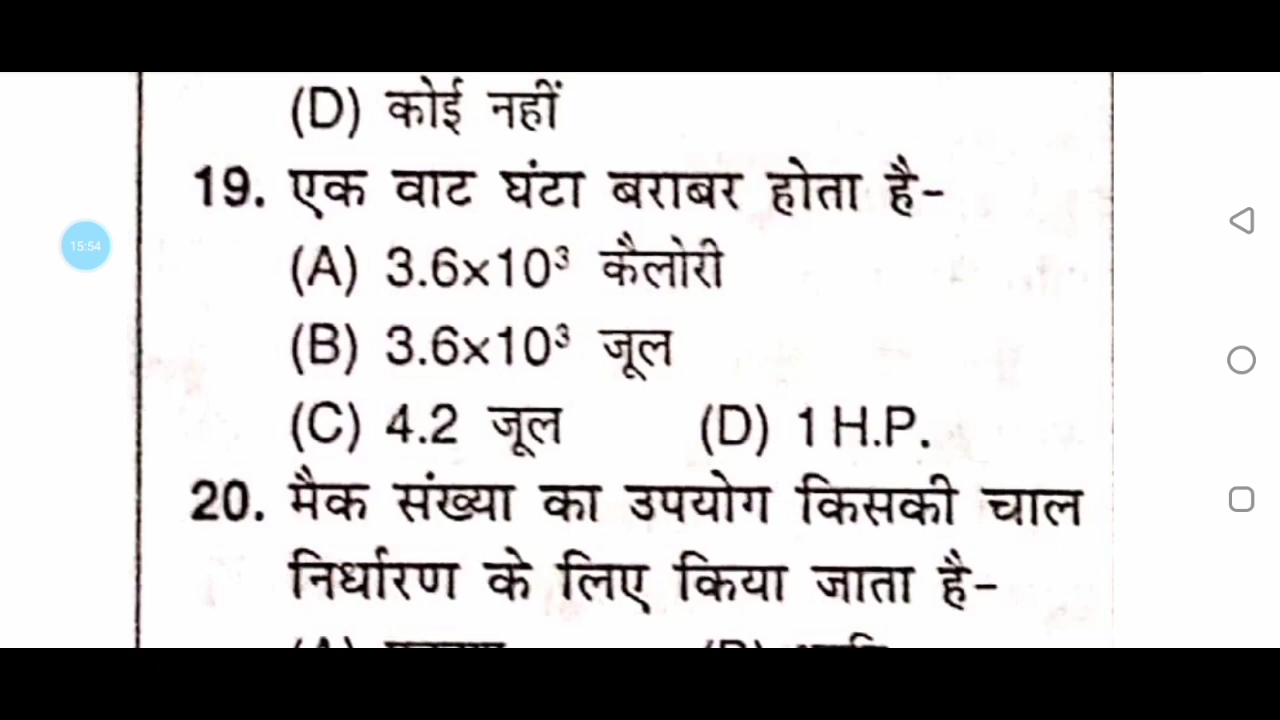 (D) कोई नहीं
19. एक वाट घंटा बराबर होता है-
15:54
(A) 3.6×10³ कैलोरी
(B) 3.6×10³ जूल
(C) 4.2 जूल (D) 1 H.P.
20. मैक संख्या का उपयोग किसकी चाल
निर्धारण के लिए किया जाता है-
(A) (B)